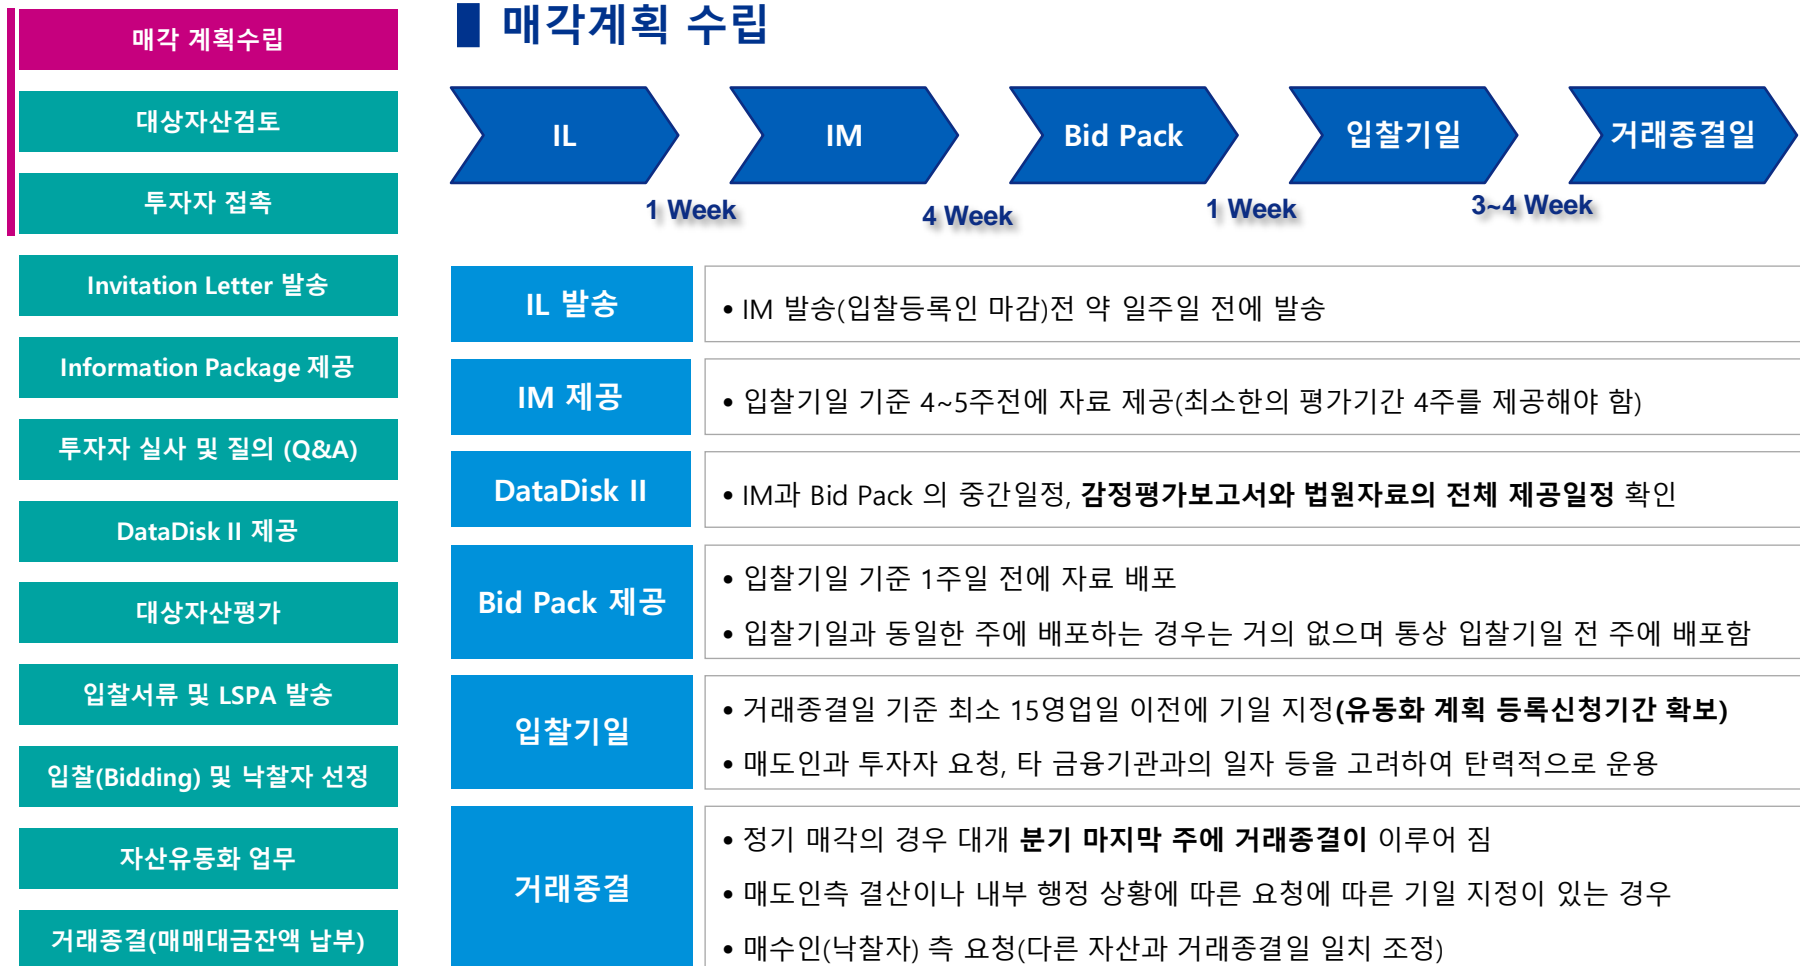 매각 계획수립
대상자산검토
투자자 접촉
Invitation Letter 발송
Information Package 제공
투자자 실사 및 질의 (Q&A)
DataDisk II 제공
대상자산평가
입찰서류 및 LSPA 발송
입찰(Bidding) 및 낙찰자 선정
자산유동화 업무
거래종결(매매대금잔액 납부)
매각계획 수립
IL
IM
Bid Pack
입찰기일
거래종결일
1 Week
4 Week
1 Week
3~4 Week
IL 발송
• IM 발송(입찰등록인 마감)전 약 일주일 전에 발송
IM 제공
• 입찰기일 기준 4~5주전에 자료 제공(최소한의 평가기간 4주를 제공해야 함)
DataDisk II
• IM과 Bid Pack 의 중간일정, 감정평가보고서와 법원자료의 전체 제공일정 확인
Bid Pack 제공
• 입찰기일 기준 1주일 전에 자료 배포
• 입찰기일과 동일한 주에 배포하는 경우는 거의 없으며 통상 입찰기일 전 주에 배포함
입찰기일
• 거래종결일 기준 최소 15영업일 이전에 기일 지정(유동화 계획 등록신청기간 확보)
• 매도인과 투자자 요청, 타 금융기관과의 일자 등을 고려하여 탄력적으로 운용
거래종결
• 정기 매각의 경우 대개 분기 마지막 주에 거래종결이 이루어 짐
• 매도인측 결산이나 내부 행정 상황에 따른 요청에 따른 기일 지정이 있는 경우
• 매수인(낙찰자) 측 요청(다른 자산과 거래종결일 일치 조정)